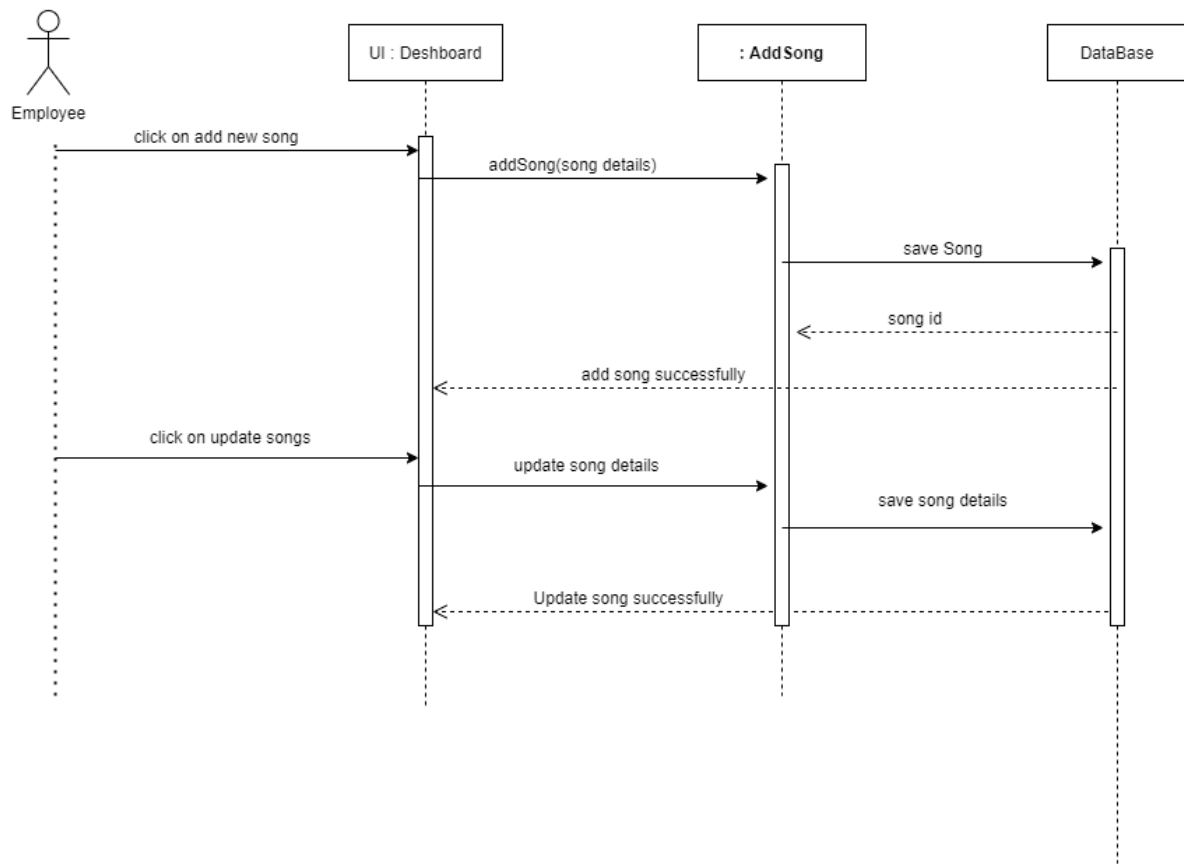 UI : Deshboard
: AddSong
DataBase
Employee
click on add new song
addSong(song details)
save Song
song id
add song successfully
click on update songs
update song details
save song details
Update song successfully